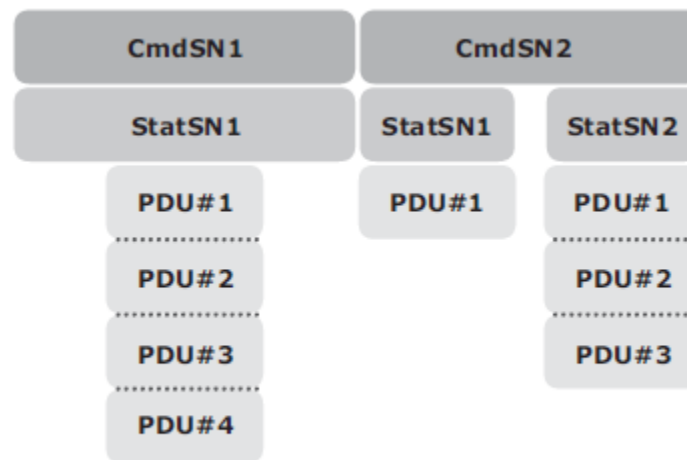 CmdSN1 CmdSN2
StatSN1 StatSN1 StatSN2
PDU#1 PDU#1 PDU#1
PDU#2 PDU#2
PDU#3 PDU#3
PDU#4